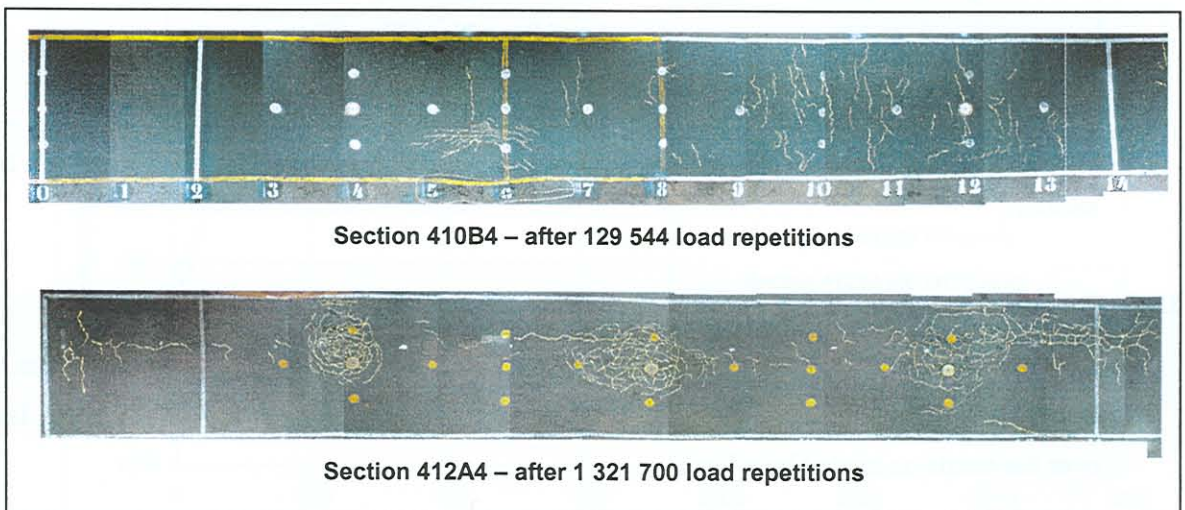 0 1 2 3 4 5 6 7 8 9 10 11 12 13 14
Section 410B4 – after 129 544 load repetitions
Section 412A4 – after 1 321 700 load repetitions